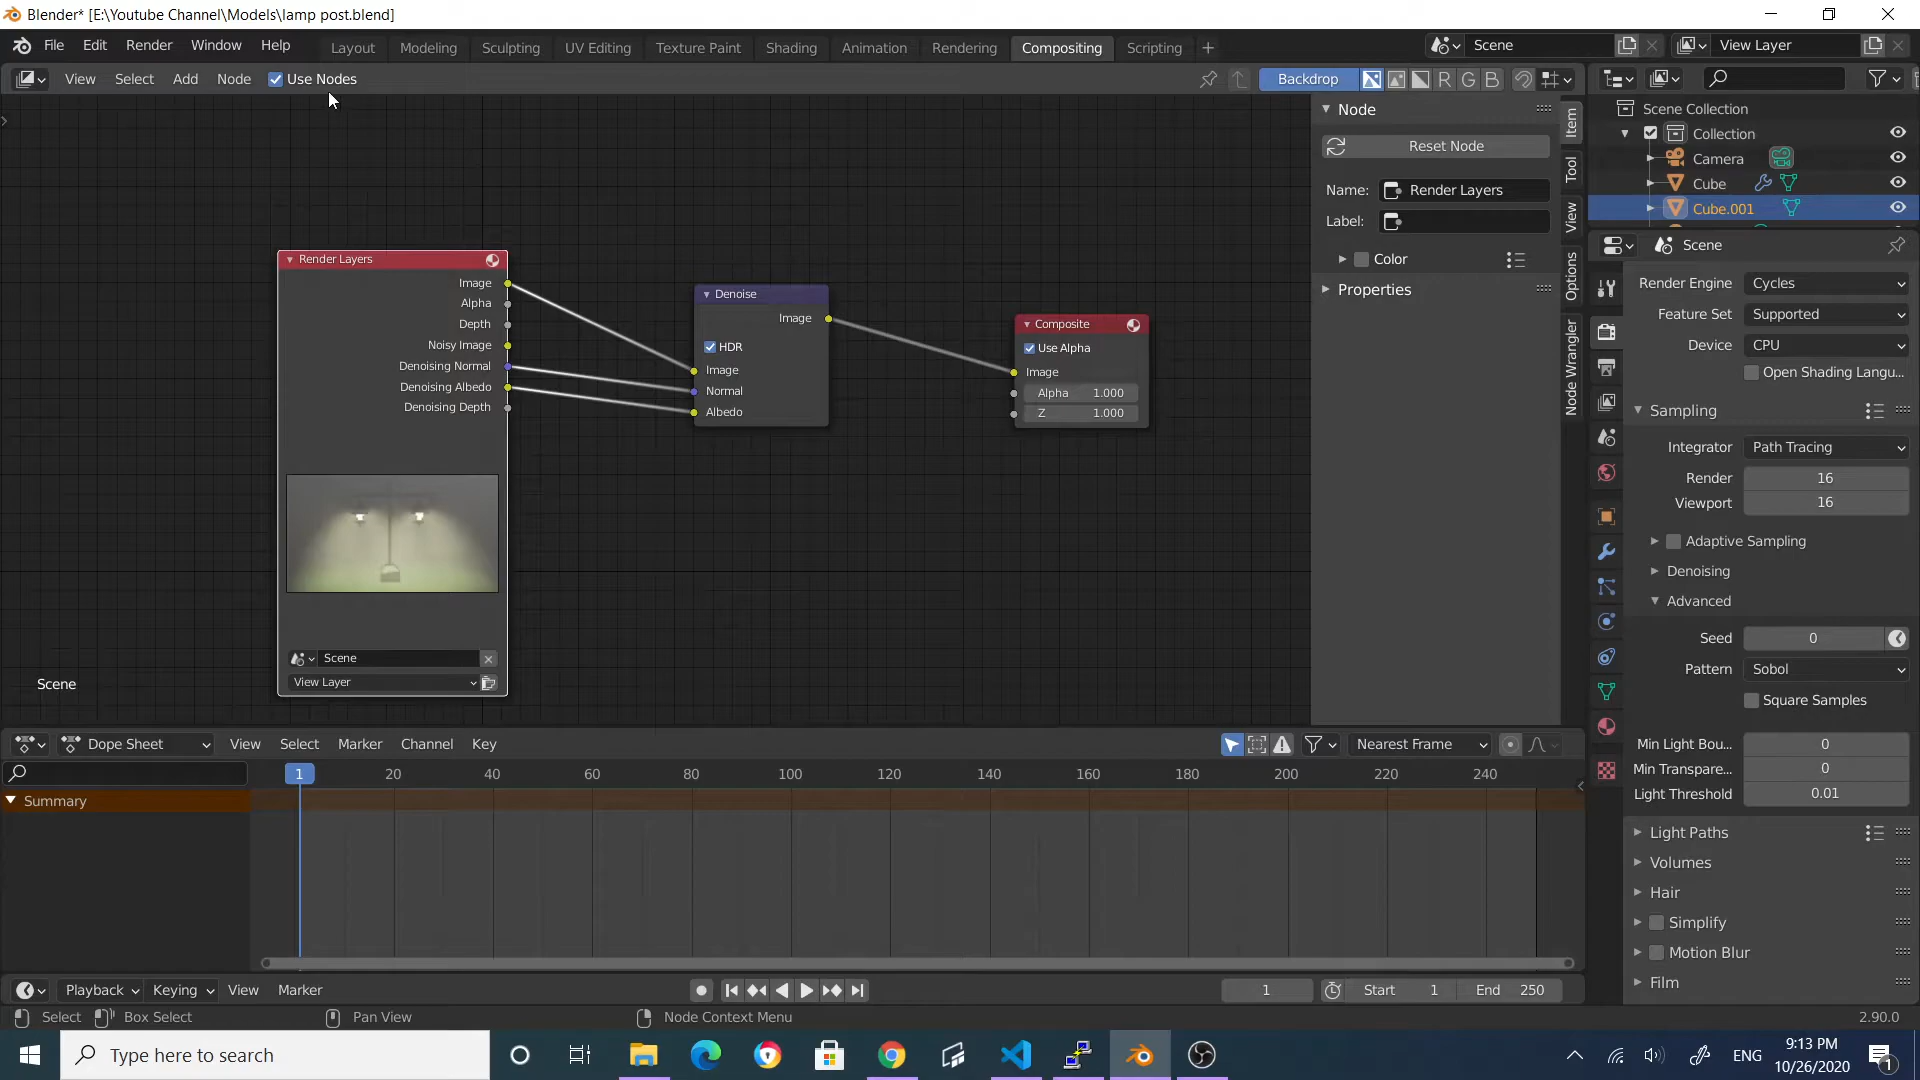 Blender* [E:\Youtube Channel\Models\lamp post.blend]
File Edit Render Window Help Layout Modeling Sculpting UV Editing Texture Paint Shading Animation Rendering Compositing Scripting + Scene View Layer
View Select Add Node Use Nodes Backdrop R G B
Node
Reset Node
Name: Render Layers
Label:
Color
Properties
Item
Tool
View
Options
Node Wrangler
Scene Collection
Collection
Camera
Cube
Cube.001
Render Layers
Image
Alpha
Depth
Noisy Image
Denoising Normal
Denoising Albedo
Denoising Depth
Scene
View Layer
Denoise
Image
HDR
Image
Normal
Albedo
Composite
Use Alpha
Image
Alpha 1.000
Z 1.000
Scene
Scene
Render Engine Cycles
Feature Set Supported
Device CPU
Open Shading Langu...
Sampling
Integrator Path Tracing
Render 16
Viewport 16
Adaptive Sampling
Denoising
Advanced
Seed 0
Pattern Sobol
Square Samples
Min Light Bou... 0
Min Transpare... 0
Light Threshold 0.01
Light Paths
Volumes
Hair
Simplify
Motion Blur
Film
Dope Sheet View Select Marker Channel Key Nearest Frame
1 20 40 60 80 100 120 140 160 180 200 220 240
Summary
Playback Keying View Marker 1 Start 1 End 250
Select Box Select Pan View Node Context Menu 2.90.0
Type here to search ENG 9:13 PM
10/26/2020 1